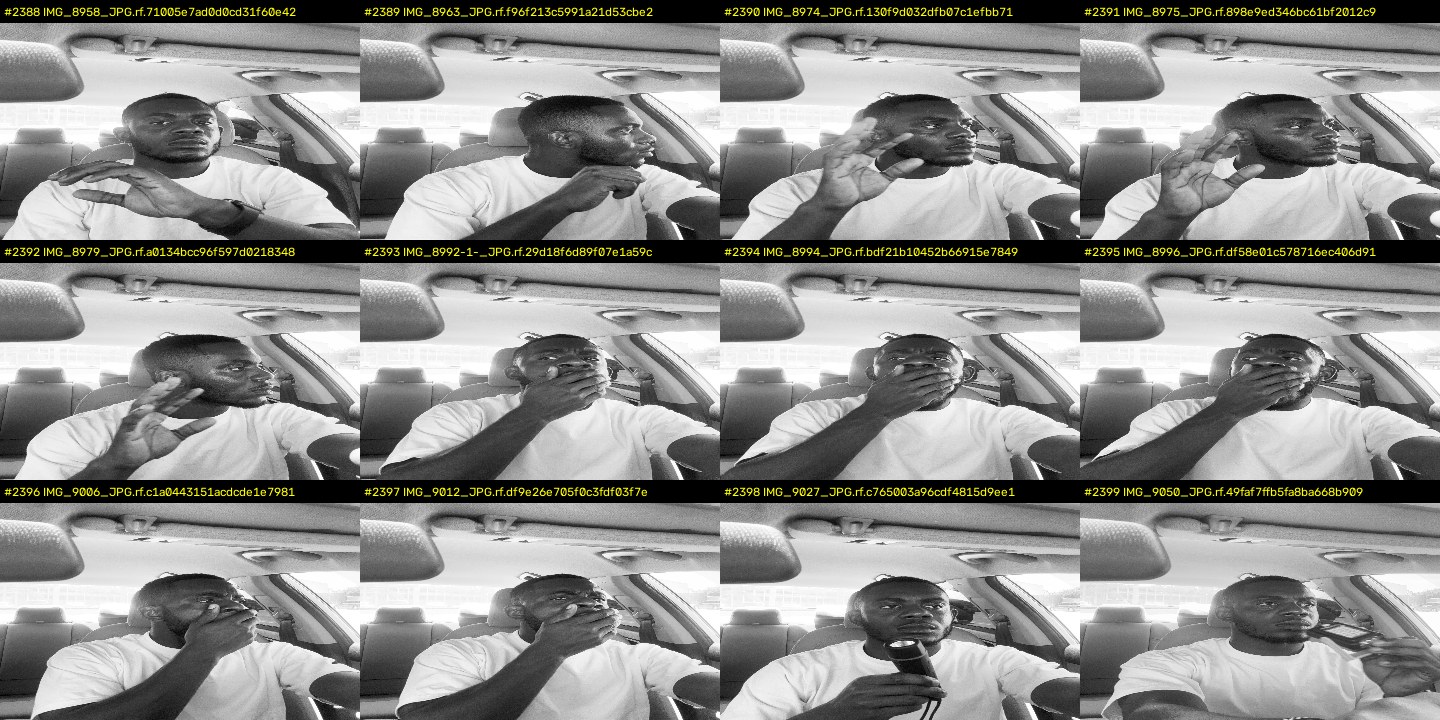 #2388 IMG_8958_JPG.rf.71005e7ad0d0cd31f60e42
#2389 IMG_8963_JPG.rf.f96f213c5991a21d53cbe2
#2390 IMG_8974_JPG.rf.130f9d032dfb07c1efbb71
#2391 IMG_8975_JPG.rf.898e9ed346bc61bf2012c9
#2392 IMG_8979_JPG.rf.a0134bcc96f597d0218348
#2393 IMG_8992-1-_JPG.rf.29d18f6d89f07e1a59c
#2394 IMG_8994_JPG.rf.bdf21b10452b66915e7849
#2395 IMG_8996_JPG.rf.df58e01c578716ec406d91
#2396 IMG_9006_JPG.rf.c1a0443151acdcde1e7981
#2397 IMG_9012_JPG.rf.df9e26e705f0c3fdf03f7e
#2398 IMG_9027_JPG.rf.c765003a96cdf4815d9ee1
#2399 IMG_9050_JPG.rf.49faf7ffb5fa8ba668b909